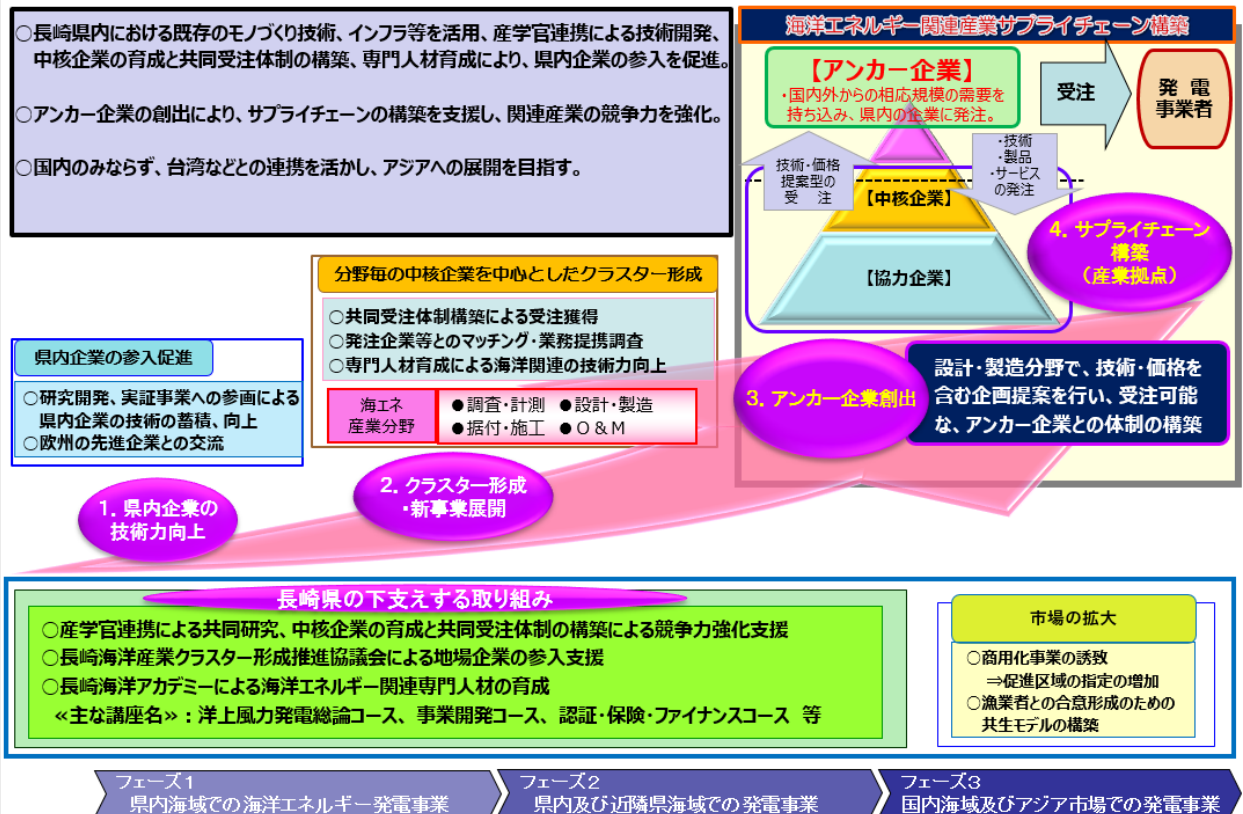 ○長崎県内における既存のモノづくり技術、インフラ等を活用、産学官連携による技術開発、
中核企業の育成と共同受注体制の構築、専門人材育成により、県内企業の参入を促進。
○アンカー企業の創出により、サプライチェーンの構築を支援し、関連産業の競争力を強化。
○国内のみならず、台湾などとの連携を活かし、アジアへの展開を目指す。
海洋エネルギー関連産業サプライチェーン構築
【アンカー企業】
・国内外からの相応規模の需要を
持ち込み、県内の企業に発注。
受注
発 電
事業者
技術・価格
提案型の
受 注
・技術
・製品
・サービス
の発注
【中核企業】
【協力企業】
4．サプライチェーン
構築
（産業拠点）
分野毎の中核企業を中心としたクラスター形成
○共同受注体制構築による受注獲得
○発注企業等とのマッチング・業務提携調査
○専門人材育成による海洋関連の技術力向上
海エネ
産業分野
●調査・計測 ●設計・製造
●据付・施工 ●Ｏ＆Ｍ
県内企業の参入促進
○研究開発、実証事業への参画による
県内企業の技術の蓄積、向上
○欧州の先進企業との交流
3．アンカー企業創出
設計・製造分野で、技術・価格を
含む企画提案を行い、受注可能
な、アンカー企業との体制の構築
2．クラスター形成
・新事業展開
1．県内企業の
技術力向上
長崎県の下支えする取り組み
○産学官連携による共同研究、中核企業の育成と共同受注体制の構築による競争力強化支援
○長崎海洋産業クラスター形成推進協議会による地場企業の参入支援
○長崎海洋アカデミーによる海洋エネルギー関連専門人材の育成
≪主な講座名≫：洋上風力発電総論コース、事業開発コース、認証・保険・ファイナンスコース 等
市場の拡大
○商用化事業の誘致
⇒促進区域の指定の増加
○漁業者との合意形成のための
共生モデルの構築
フェーズ1
県内海域での海洋エネルギー発電事業
フェーズ2
県内及び近隣県海域での発電事業
フェーズ3
国内海域及びアジア市場での発電事業